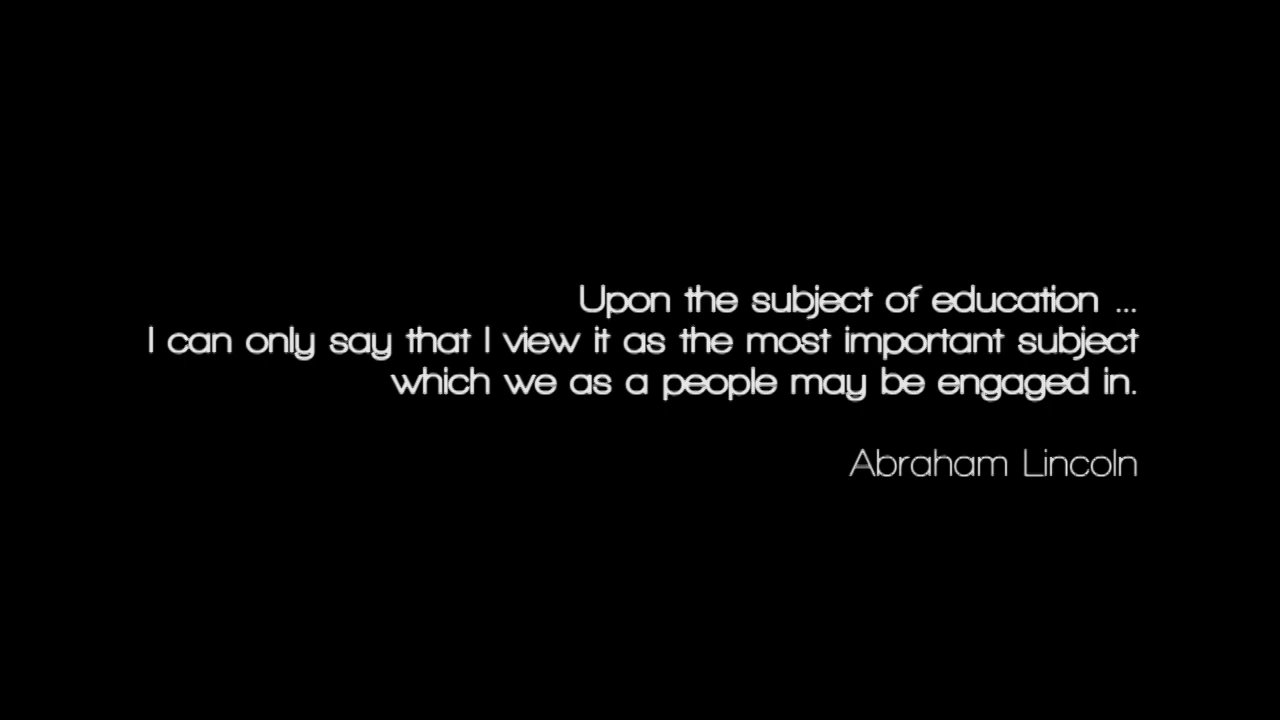 Upon the subject of education ...
I can only say that I view it as the most important subject
which we as a people may be engaged in.
Abraham Lincoln